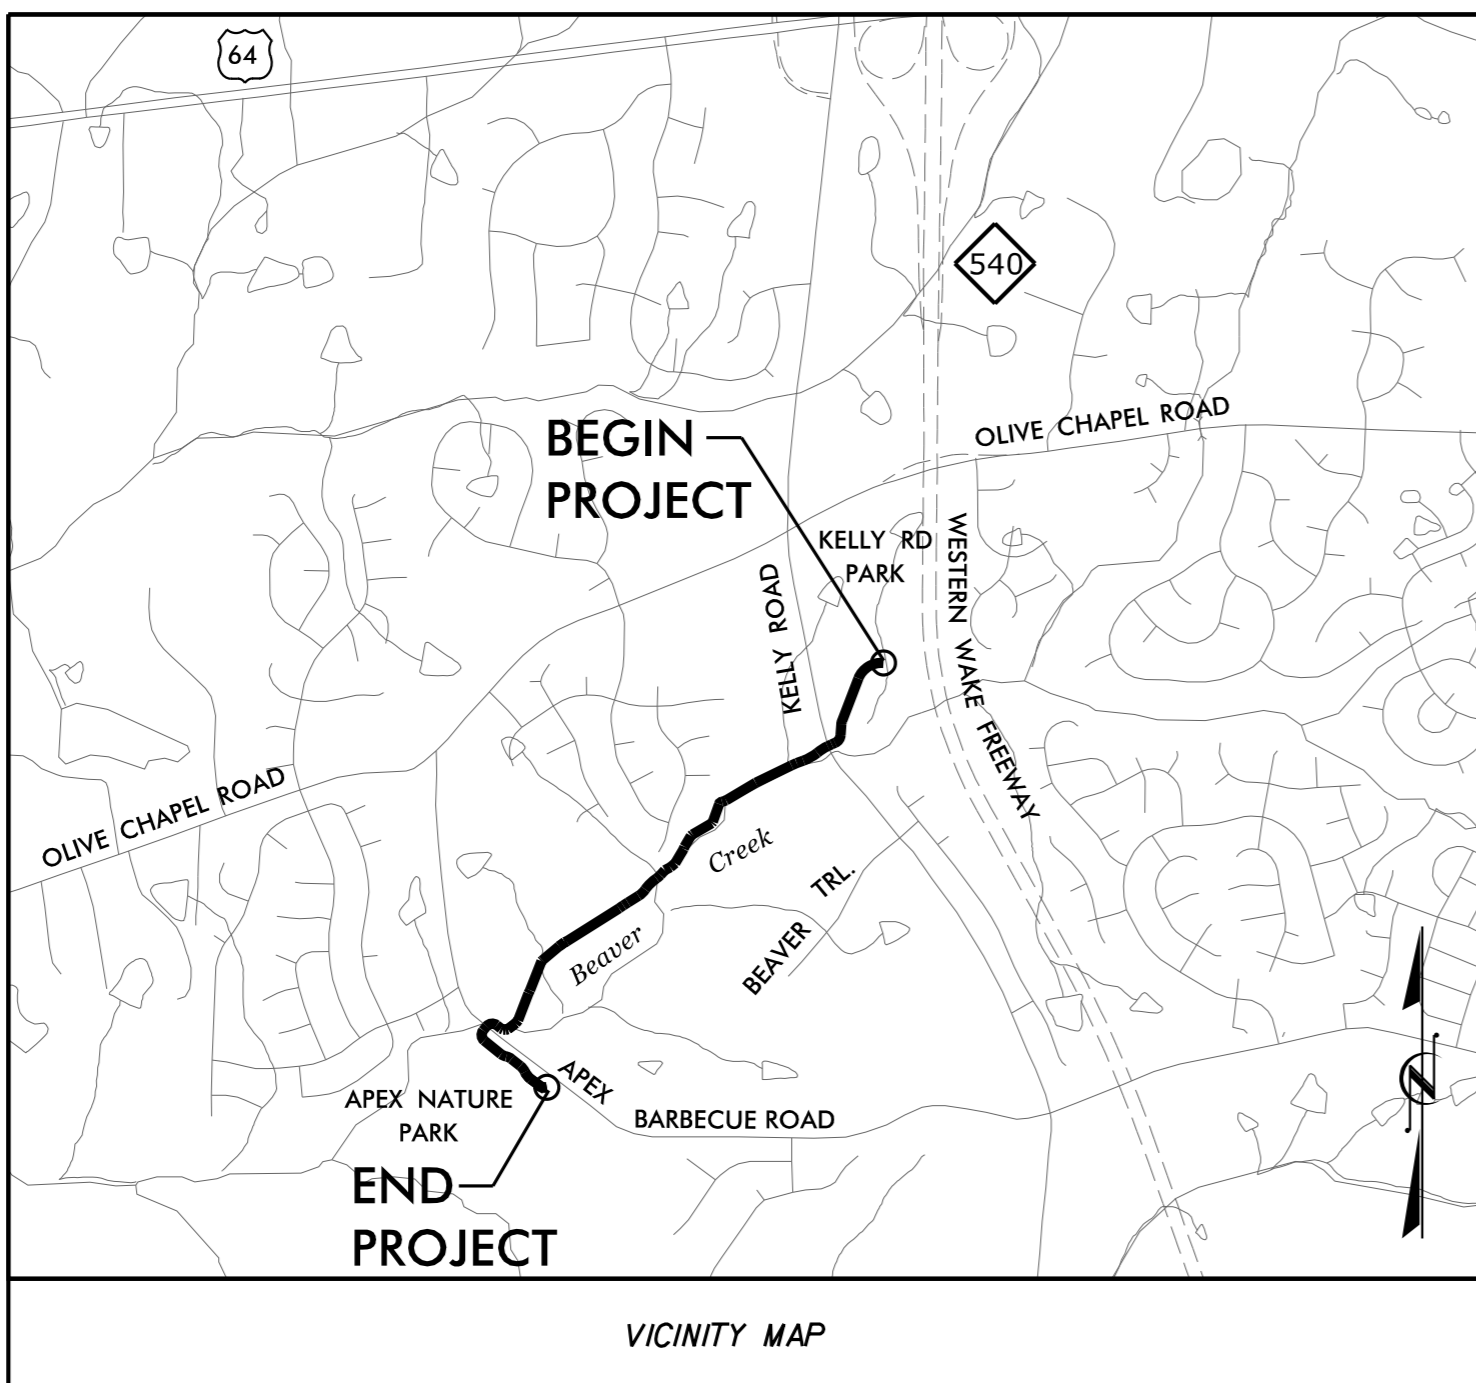 64
540
OLIVE CHAPEL ROAD
BEGIN
PROJECT
KELLY RD
PARK
WESTERN WAKE FREEWAY
KELLY ROAD
OLIVE CHAPEL ROAD
Beaver Creek
BEAVER TRL.
APEX BARBECUE ROAD
APEX NATURE
PARK
END
PROJECT
N
VICINITY MAP